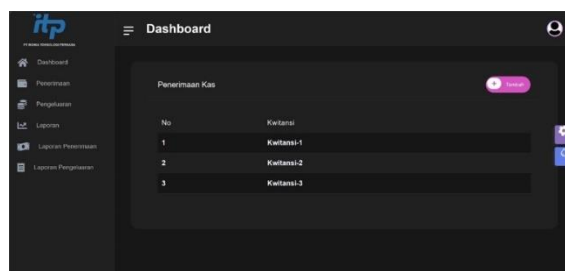 itp
Dashboard
Dashboard
Penerimaan
Pengeluaran
Laporan
Laporan Penerimaan
Laporan Pengeluaran
Penerimaan Kas
Tambah
No Kwitansi
1 Kwitansi-1
2 Kwitansi-2
3 Kwitansi-3